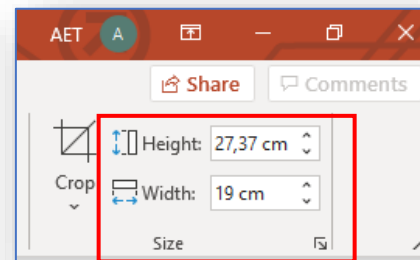 AET A
Share Comments
Height: 27,37 cm
Crop
Width: 19 cm
Size